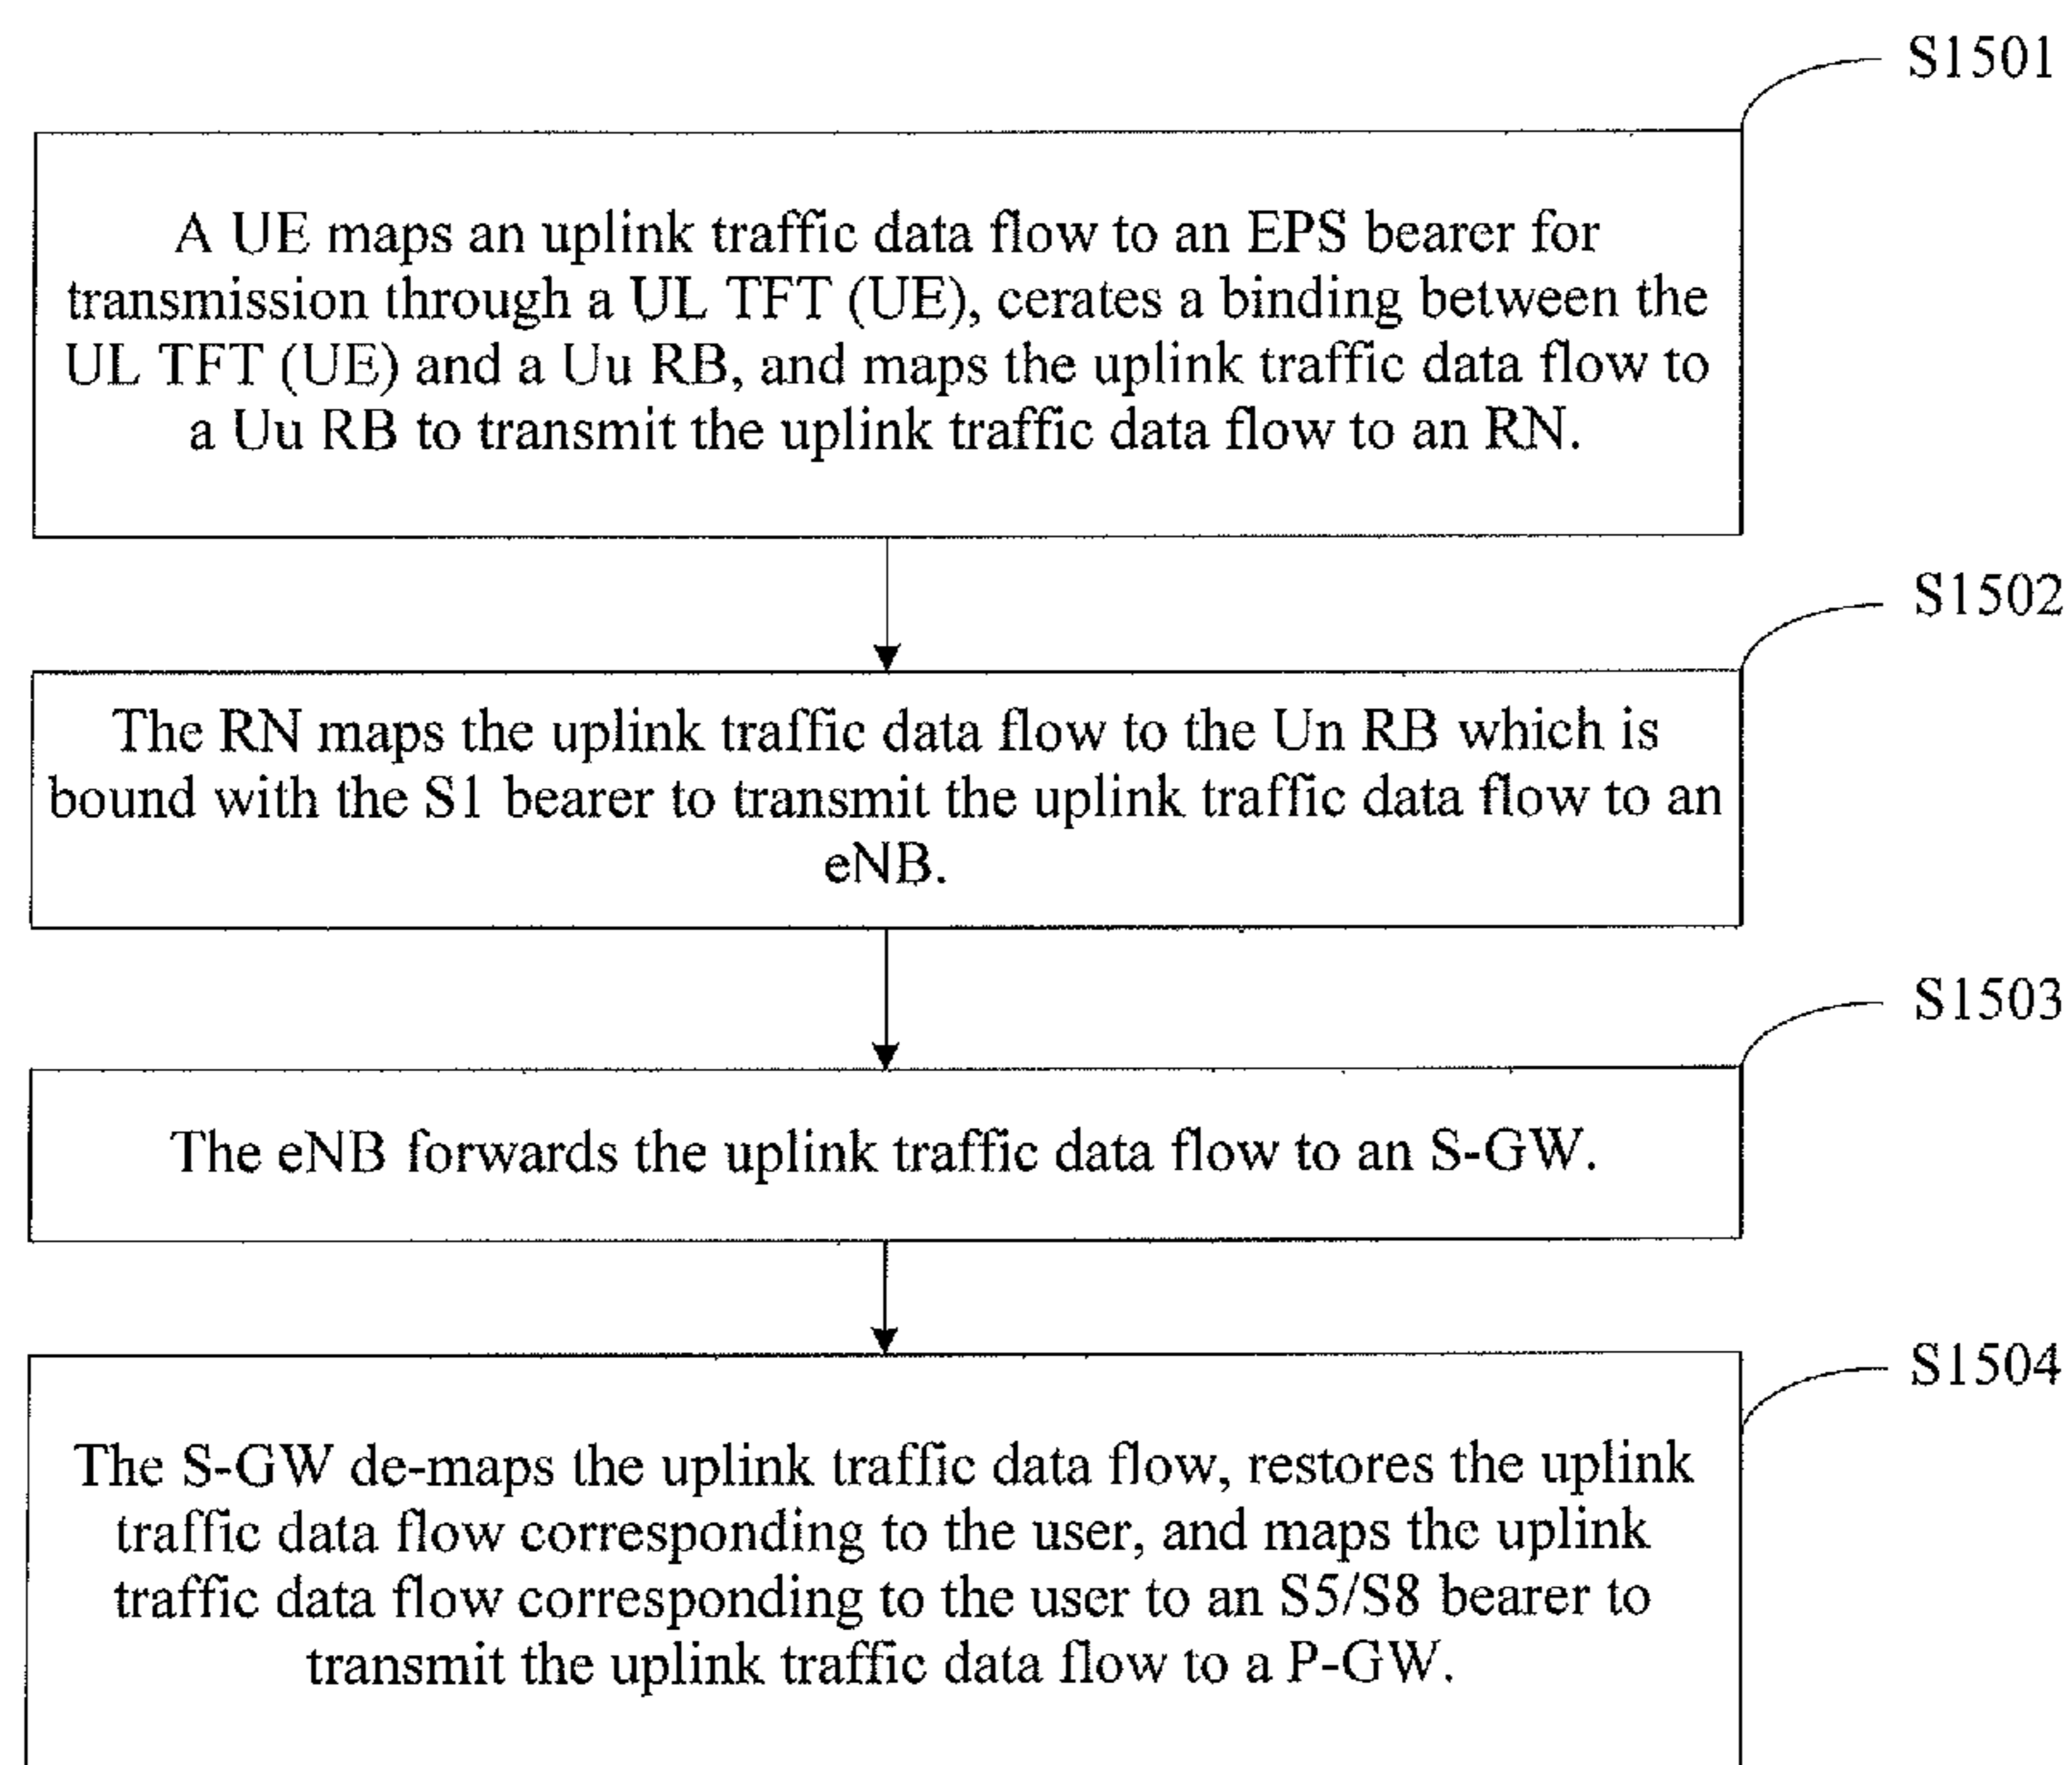 S1501
A UE maps an uplink traffic data flow to an EPS bearer for
transmission through a UL TFT (UE), cerates a binding between the
UL TFT (UE) and a Uu RB, and maps the uplink traffic data flow to
a Uu RB to transmit the uplink traffic data flow to an RN.
S1502
The RN maps the uplink traffic data flow to the Un RB which is
bound with the S1 bearer to transmit the uplink traffic data flow to an
eNB.
S1503
The eNB forwards the uplink traffic data flow to an S-GW.
S1504
The S-GW de-maps the uplink traffic data flow, restores the uplink
traffic data flow corresponding to the user, and maps the uplink
traffic data flow corresponding to the user to an S5/S8 bearer to
transmit the uplink traffic data flow to a P-GW.